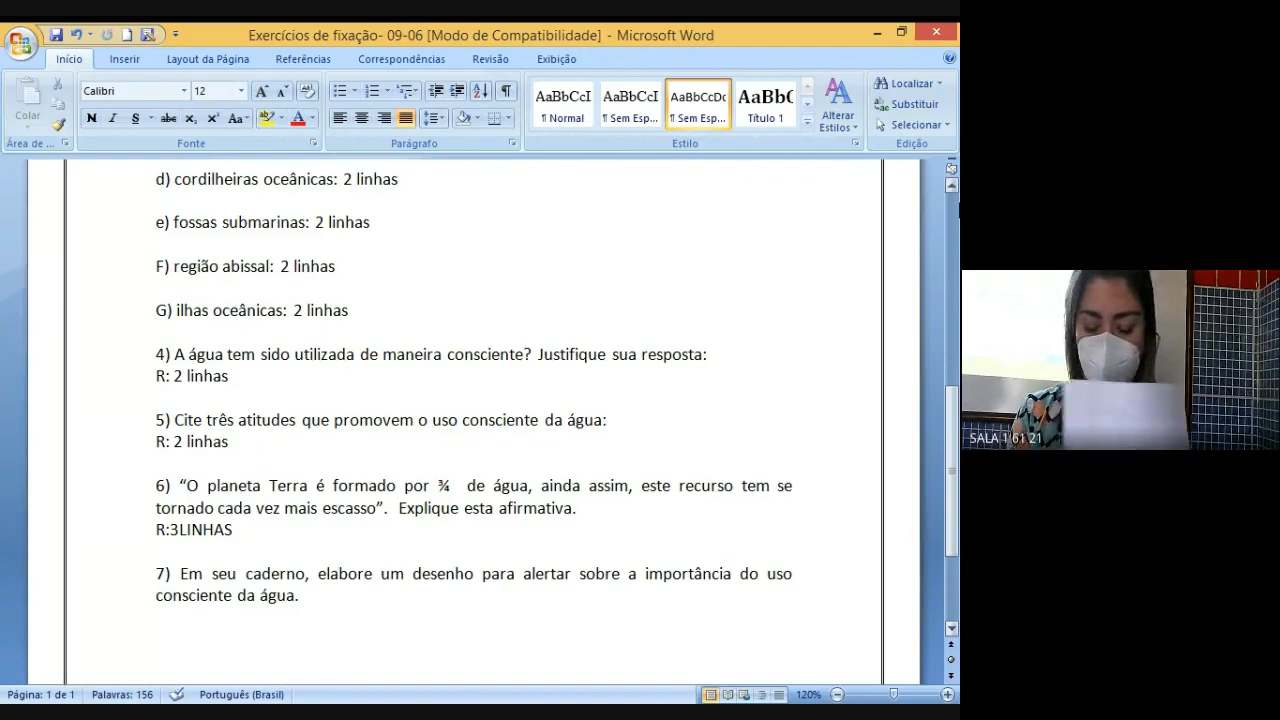 Exercícios de fixação- 09-06 [Modo de Compatibilidade] - Microsoft Word
Início Inserir Layout da Página Referências Correspondências Revisão Exibição
Colar
Calibri 12
N I S abc x₂ x² Aa
AaBbCcI AaBbCcI AaBbCcDc AaBbC
¶ Normal ¶ Sem Esp... ¶ Sem Esp... Título 1
Alterar
Estilos
Localizar
Substituir
Selecionar
Área de ... Fonte Parágrafo Estilo Edição
d) cordilheiras oceânicas: 2 linhas
e) fossas submarinas: 2 linhas
F) região abissal: 2 linhas
G) ilhas oceânicas: 2 linhas
4) A água tem sido utilizada de maneira consciente? Justifique sua resposta:
R: 2 linhas
5) Cite três atitudes que promovem o uso consciente da água:
R: 2 linhas
6) “O planeta Terra é formado por ¾ de água, ainda assim, este recurso tem se
tornado cada vez mais escasso”. Explique esta afirmativa.
R:3LINHAS
7) Em seu caderno, elabore um desenho para alertar sobre a importância do uso
consciente da água.
SALA 1 61 21
Página: 1 de 1 Palavras: 156 Português (Brasil) 120%